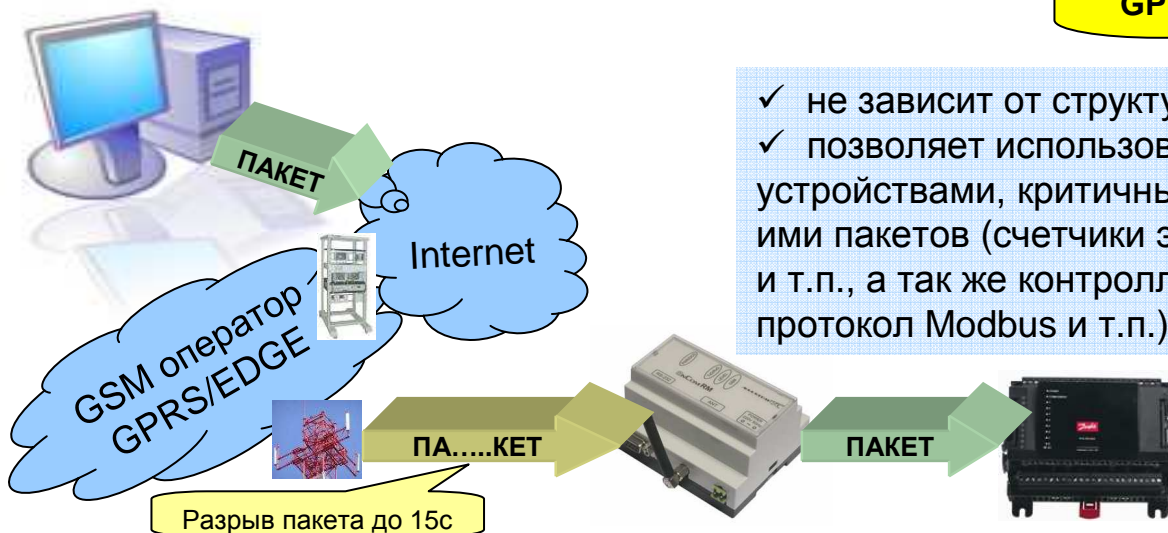 GP
✓ не зависит от структу
✓ позволяет использов
устройствами, критичны
ими пакетов (счетчики э
и т.п., а так же контролл
протокол Modbus и т.п.)
ПАКЕТ
Internet
GSM оператор
GPRS/EDGE
ПА…..КЕТ
ПАКЕТ
Разрыв пакета до 15с
Danfoss